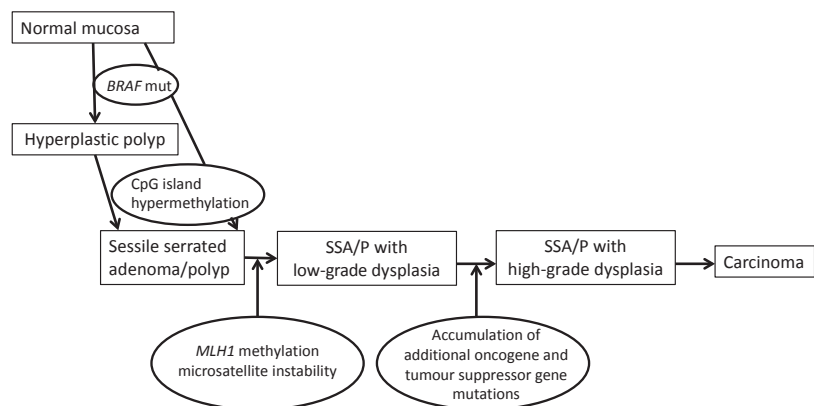 Normal mucosa
BRAF mut
Hyperplastic polyp
CpG island
hypermethylation
Sessile serrated
adenoma/polyp
SSA/P with
low-grade dysplasia
SSA/P with
high-grade dysplasia
Carcinoma
MLH1 methylation
microsatellite instability
Accumulation of
additional oncogene and
tumour suppressor gene
mutations